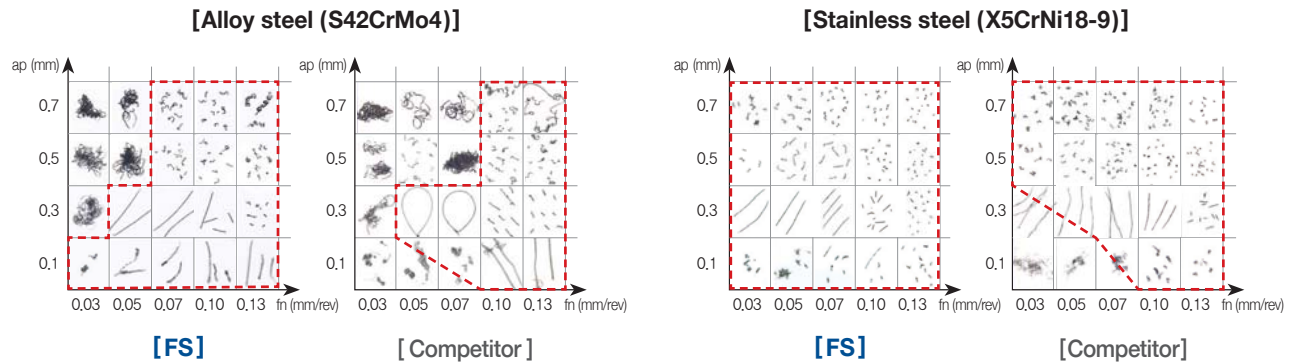 [Alloy steel (S42CrMo4)]
[Stainless steel (X5CrNi18-9)]
ap (mm)
0.7
0.5
0.3
0.1
0.03 0.05 0.07 0.10 0.13 fn (mm/rev)
[FS]
ap (mm)
0.7
0.5
0.3
0.1
0.03 0.05 0.07 0.10 0.13 fn (mm/rev)
[Competitor]
ap (mm)
0.7
0.5
0.3
0.1
0.03 0.05 0.07 0.10 0.13 fn (mm/rev)
[FS]
ap (mm)
0.7
0.5
0.3
0.1
0.03 0.05 0.07 0.10 0.13 fn (mm/rev)
[Competitor]